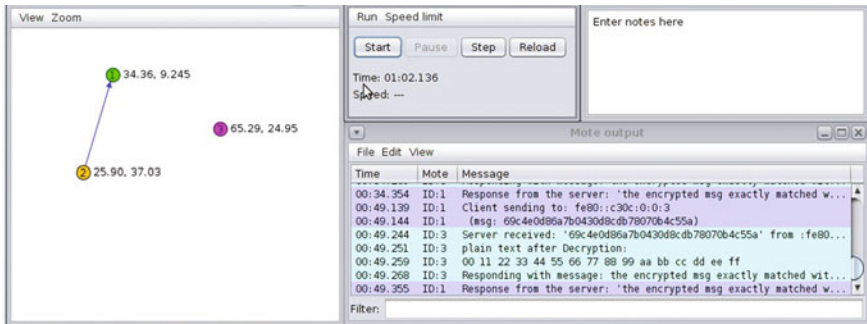 View Zoom
1 34.36, 9.245
3 65.29, 24.95
2 25.90, 37.03
Run Speed limit
Start Pause Step Reload
Time: 01:02.136
Speed: ---
Enter notes here
Mote output
File Edit View
Time Mote Message
00:34.354 ID:1 Response from the server: 'the encrypted msg exactly matched w...
00:49.139 ID:1 Client sending to: fe80::c30c:0:0:3
00:49.144 ID:1 (msg: 69c4e0d86a7b0430d8cdb78070b4c55a)
00:49.244 ID:3 Server received: '69c4e0d86a7b0430d8cdb78070b4c55a' from :fe80...
00:49.251 ID:3 plain text after Decryption:
00:49.259 ID:3 00 11 22 33 44 55 66 77 88 99 aa bb cc dd ee ff
00:49.268 ID:3 Responding with message: the encrypted msg exactly matched wit...
00:49.355 ID:1 Response from the server: 'the encrypted msg exactly matched w...
Filter: